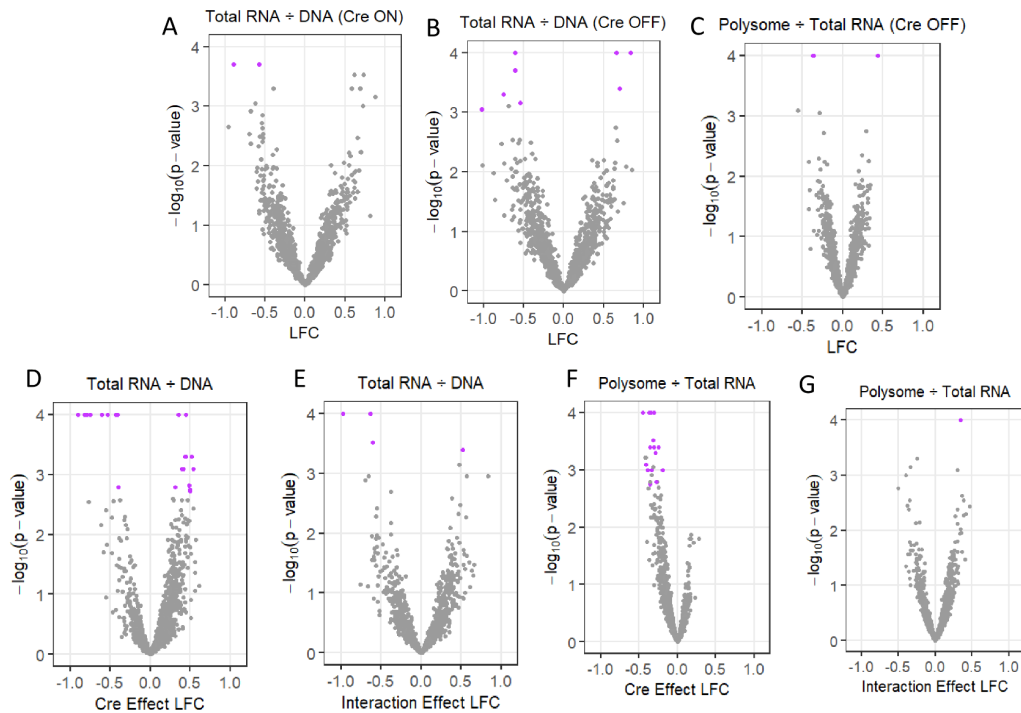 A
Total RNA ÷ DNA (Cre ON)
4
3
2
1
0
− log10(p − value)
-1.0 -0.5 0.0 0.5 1.0
LFC
B
Total RNA ÷ DNA (Cre OFF)
4
3
2
1
0
− log10(p − value)
-1.0 -0.5 0.0 0.5 1.0
LFC
C
Polysome ÷ Total RNA (Cre OFF)
4
3
2
1
0
− log10(p − value)
-1.0 -0.5 0.0 0.5 1.0
LFC
D
Total RNA ÷ DNA
4
3
2
1
0
− log10(p − value)
-1.0 -0.5 0.0 0.5 1.0
Cre Effect LFC
E
Total RNA ÷ DNA
4
3
2
1
0
− log10(p − value)
-1.0 -0.5 0.0 0.5 1.0
Interaction Effect LFC
F
Polysome ÷ Total RNA
4
3
2
1
0
− log10(p − value)
-1.0 -0.5 0.0 0.5 1.0
Cre Effect LFC
G
Polysome ÷ Total RNA
4
3
2
1
0
− log10(p − value)
-1.0 -0.5 0.0 0.5 1.0
Interaction Effect LFC